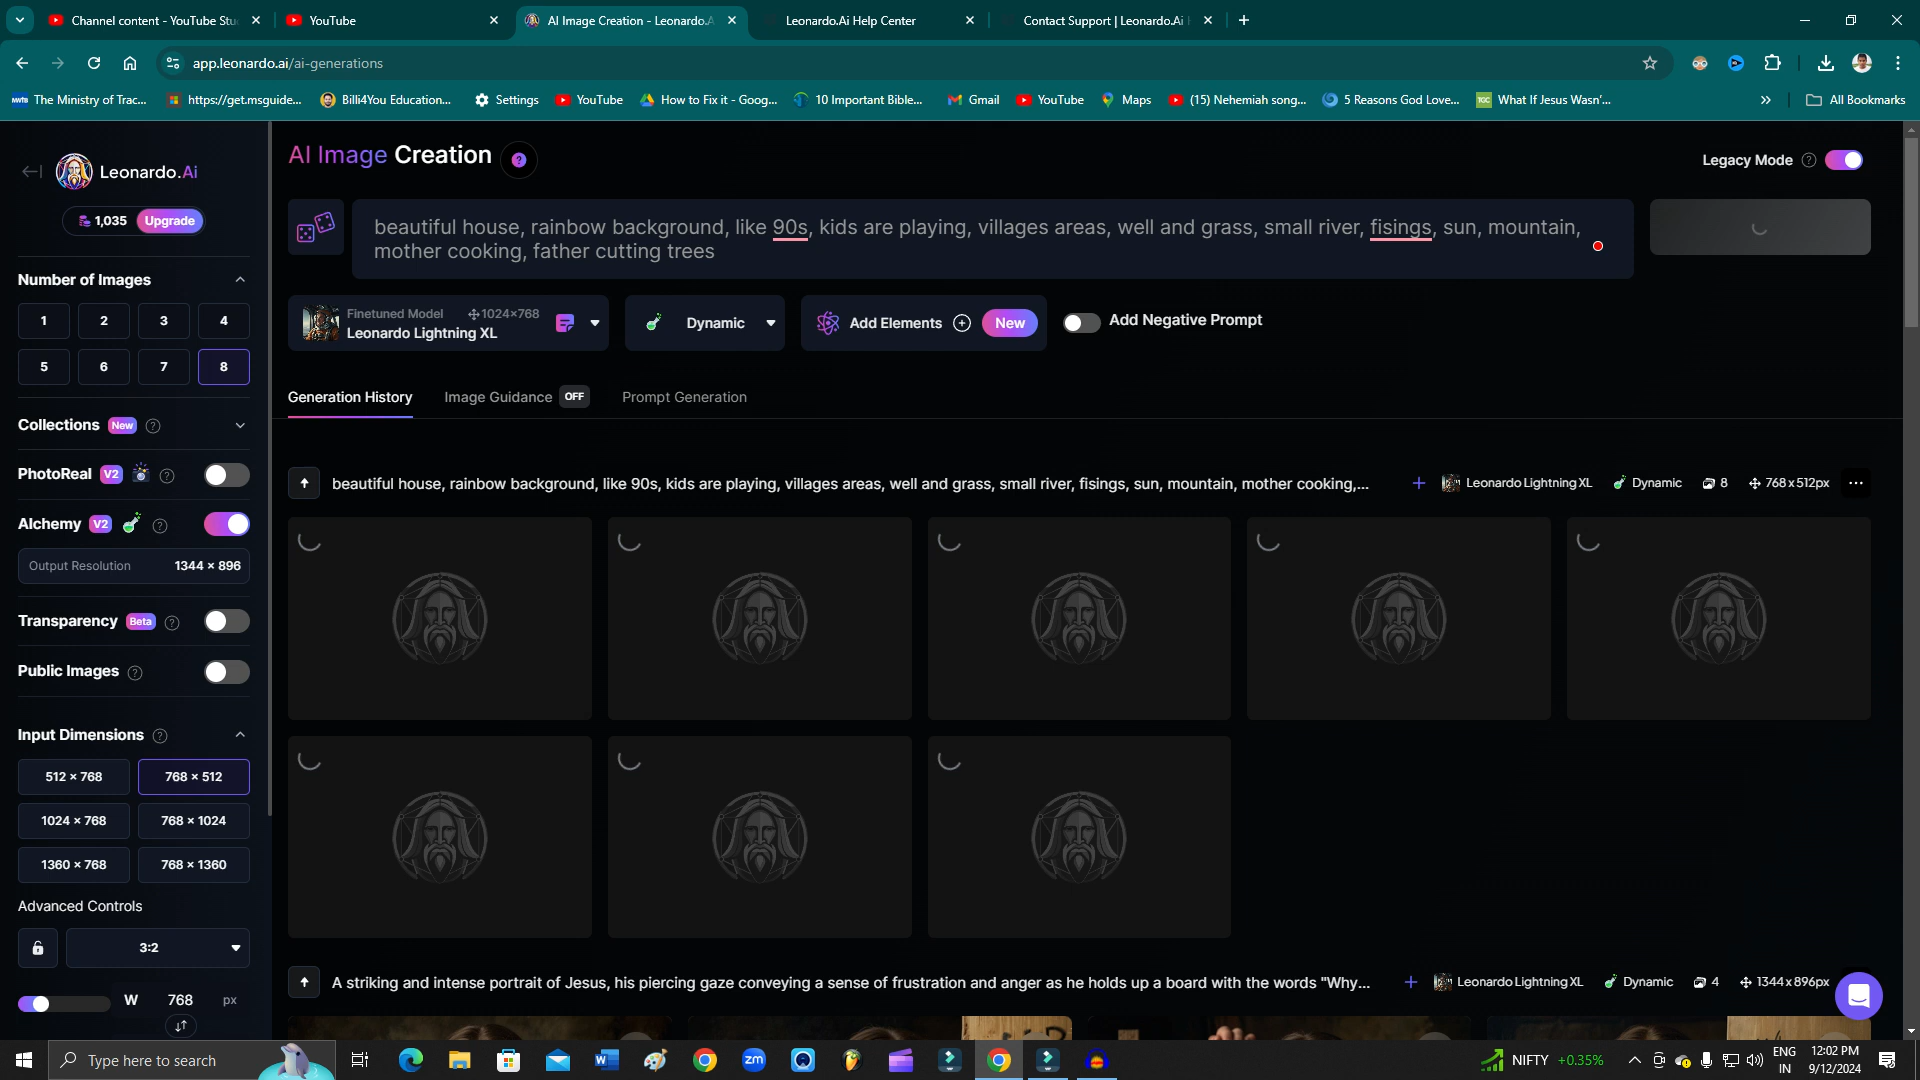 Channel content - YouTube Stu
YouTube
AI Image Creation - Leonardo.A
Leonardo.Ai Help Center
Contact Support | Leonardo.Ai
app.leonardo.ai/ai-generations
The Ministry of Trac...
https://get.msguide...
Billi4You Education...
Settings
YouTube
How to Fix it - Goog...
10 Important Bible...
Gmail
YouTube
Maps
(15) Nehemiah song...
5 Reasons God Love...
What If Jesus Wasn'...
All Bookmarks
Leonardo.Ai
1,035 Upgrade
AI Image Creation ?
Legacy Mode ?
beautiful house, rainbow background, like 90s, kids are playing, villages areas, well and grass, small river, fisings, sun, mountain,
mother cooking, father cutting trees
Finetuned Model 1024×768
Leonardo Lightning XL
Dynamic
Add Elements New
Add Negative Prompt
Number of Images
1 2 3 4
5 6 7 8
Collections New ?
PhotoReal V2 ?
Alchemy V2 ?
Output Resolution 1344 × 896
Transparency Beta ?
Public Images ?
Input Dimensions ?
512 × 768 768 × 512
1024 × 768 768 × 1024
1360 × 768 768 × 1360
Advanced Controls
3:2
W 768 px
Generation History Image Guidance OFF Prompt Generation
beautiful house, rainbow background, like 90s, kids are playing, villages areas, well and grass, small river, fisings, sun, mountain, mother cooking,... Leonardo Lightning XL Dynamic 8 768x512px
A striking and intense portrait of Jesus, his piercing gaze conveying a sense of frustration and anger as he holds up a board with the words "Why... Leonardo Lightning XL Dynamic 4 1344x896px
Type here to search
zm
NIFTY +0.35%
ENG
IN
12:02 PM
9/12/2024